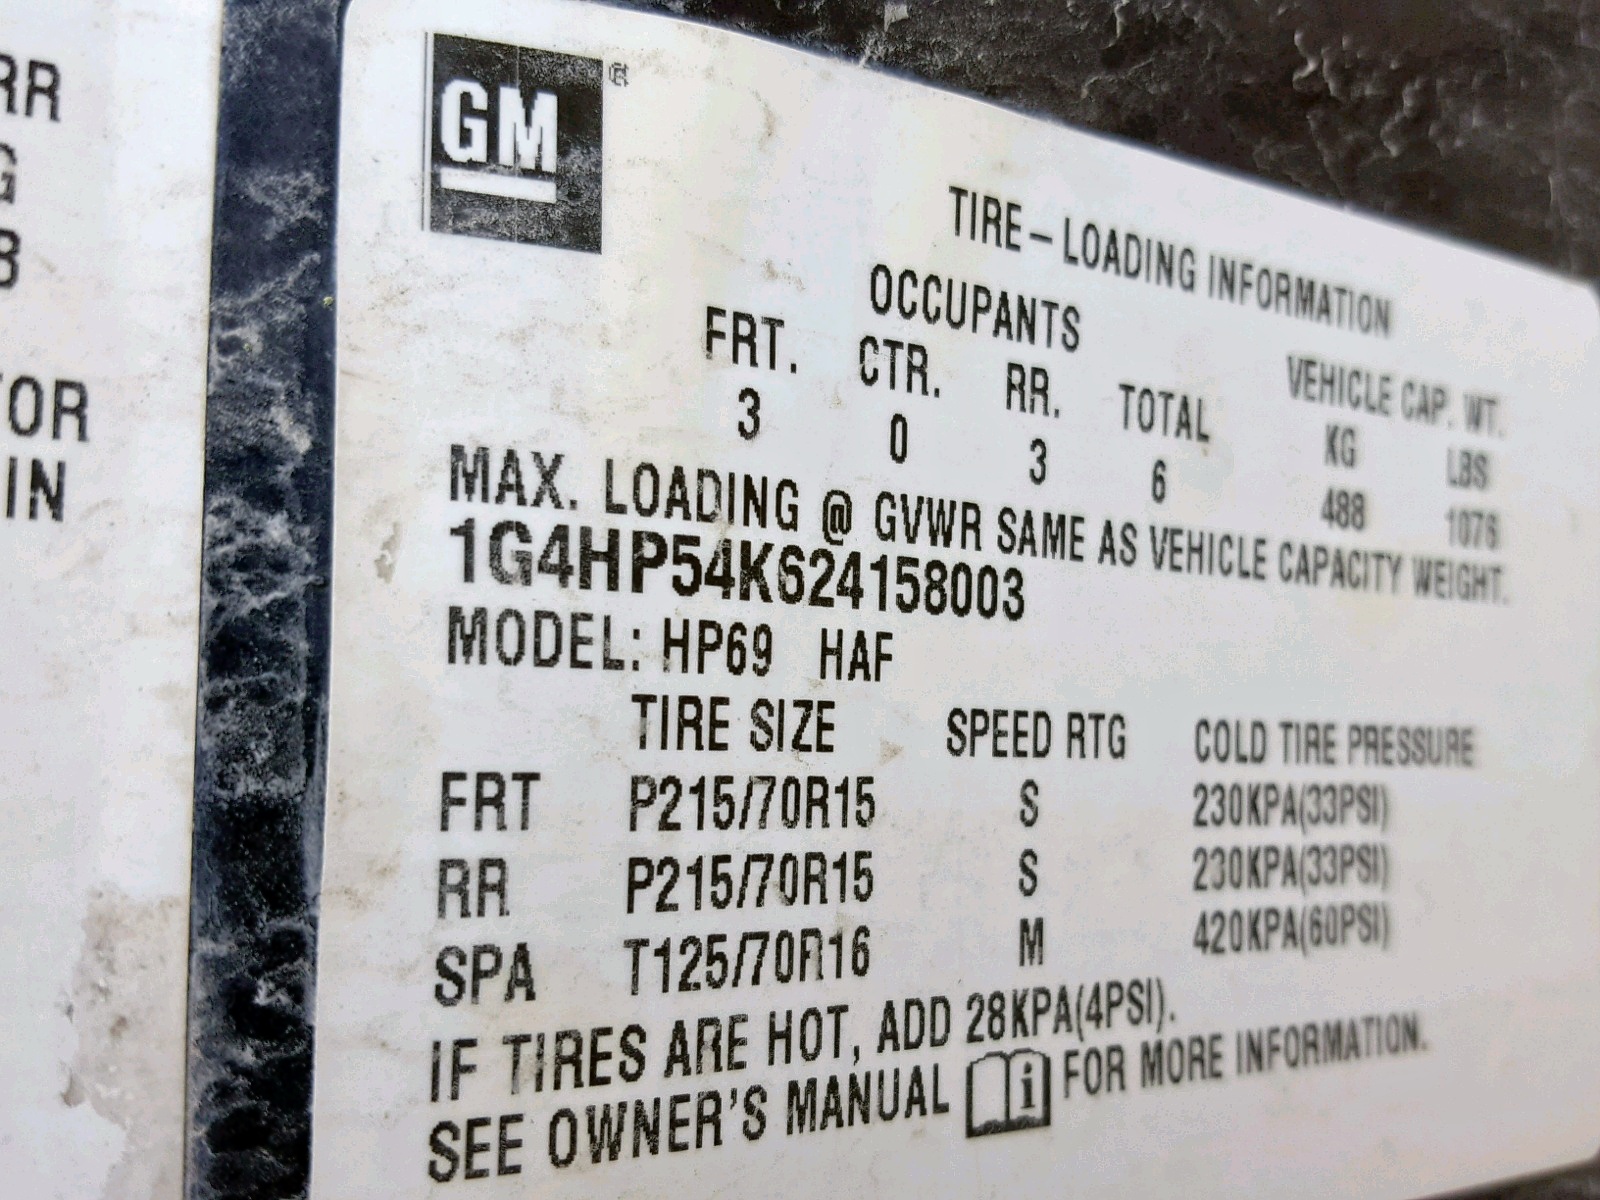 RR
G
B
TOR
IN
GM®
TIRE-LOADING INFORMATION
OCCUPANTS VEHICLE CAP. WT.
FRT. CTR. RR. TOTAL KG LBS
3 0 3 6 488 1076
MAX. LOADING @ GVWR SAME AS VEHICLE CAPACITY WEIGHT.
1G4HP54K624158003
MODEL: HP69 HAF
TIRE SIZE SPEED RTG COLD TIRE PRESSURE
FRT P215/70R15 S 230KPA(33PSI)
RR P215/70R15 S 230KPA(33PSI)
SPA T125/70R16 M 420KPA(60PSI)
IF TIRES ARE HOT, ADD 28KPA(4PSI).
SEE OWNER'S MANUAL i FOR MORE INFORMATION.